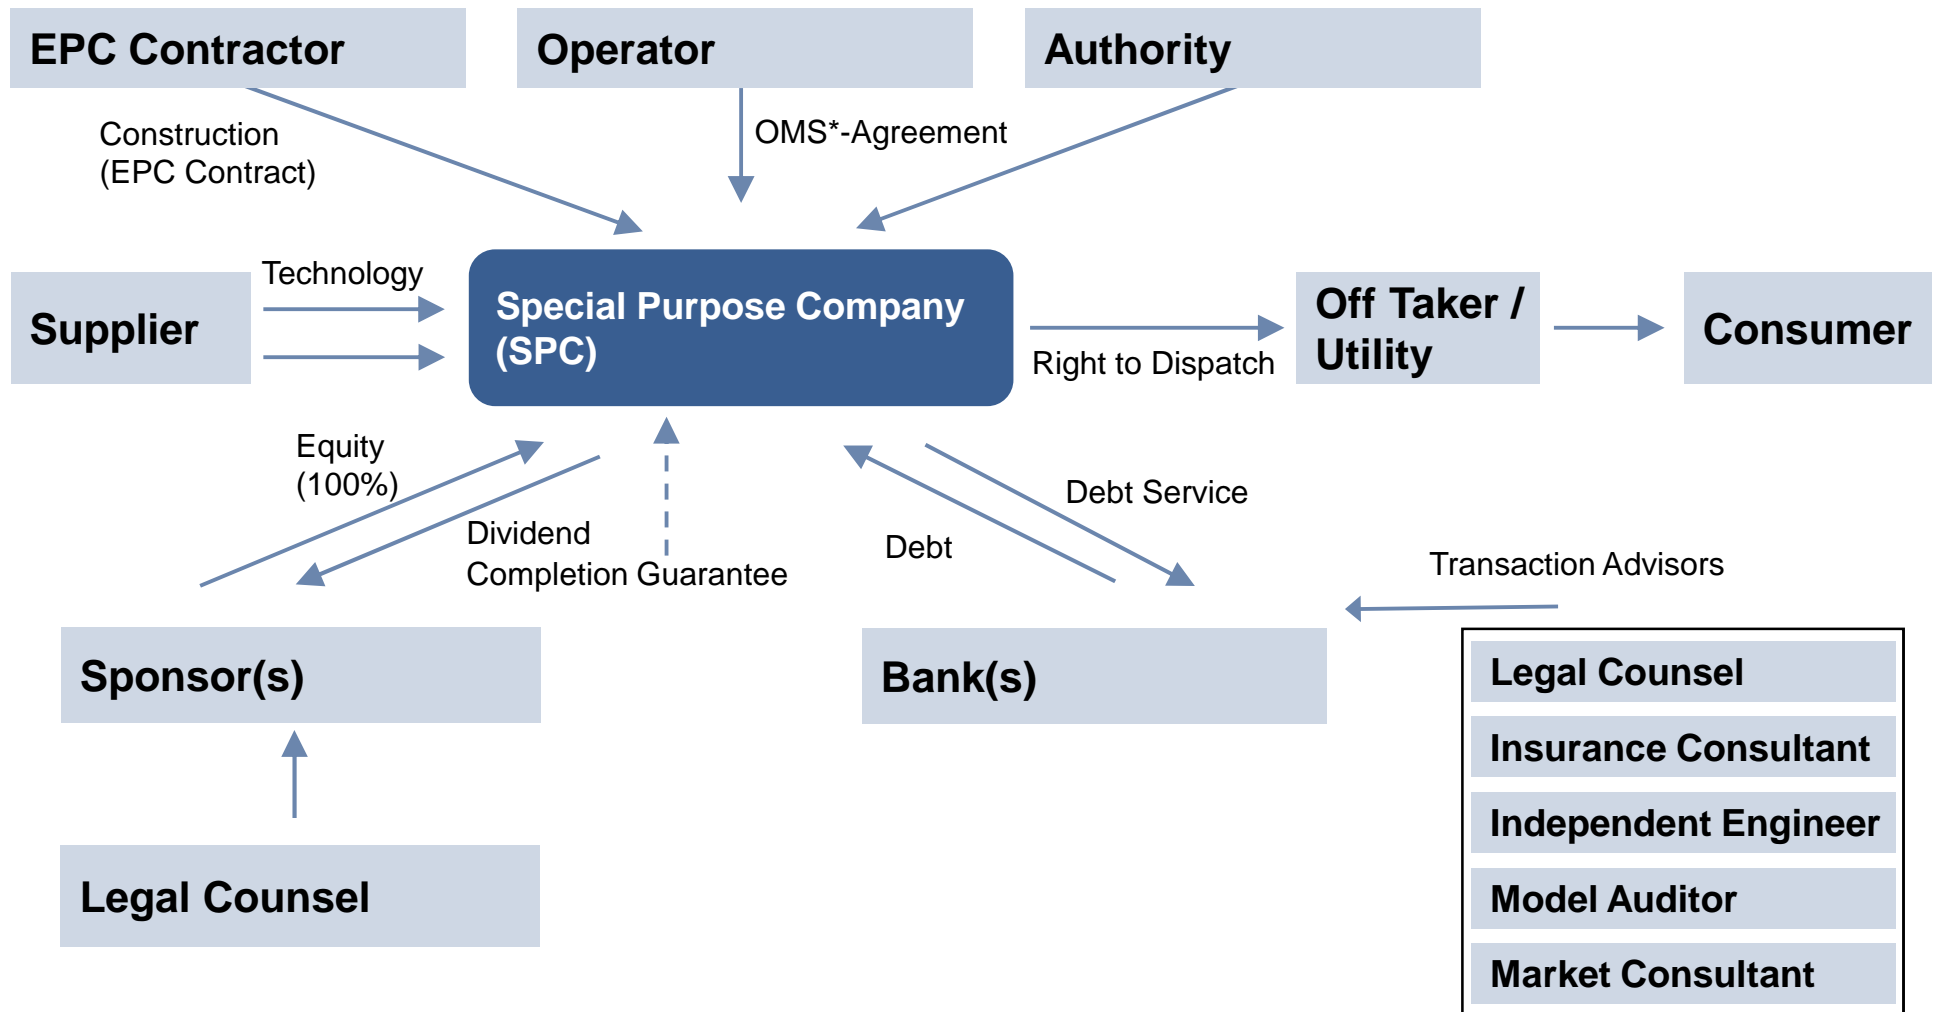 EPC Contractor
Operator
Authority
Construction
(EPC Contract)
OMS*-Agreement
Supplier
Technology
Special Purpose Company
(SPC)
Right to Dispatch
Off Taker /
Utility
Consumer
Equity
(100%)
Dividend
Completion Guarantee
Debt
Debt Service
Transaction Advisors
Sponsor(s)
Bank(s)
Legal Counsel
Insurance Consultant
Independent Engineer
Model Auditor
Market Consultant
Legal Counsel